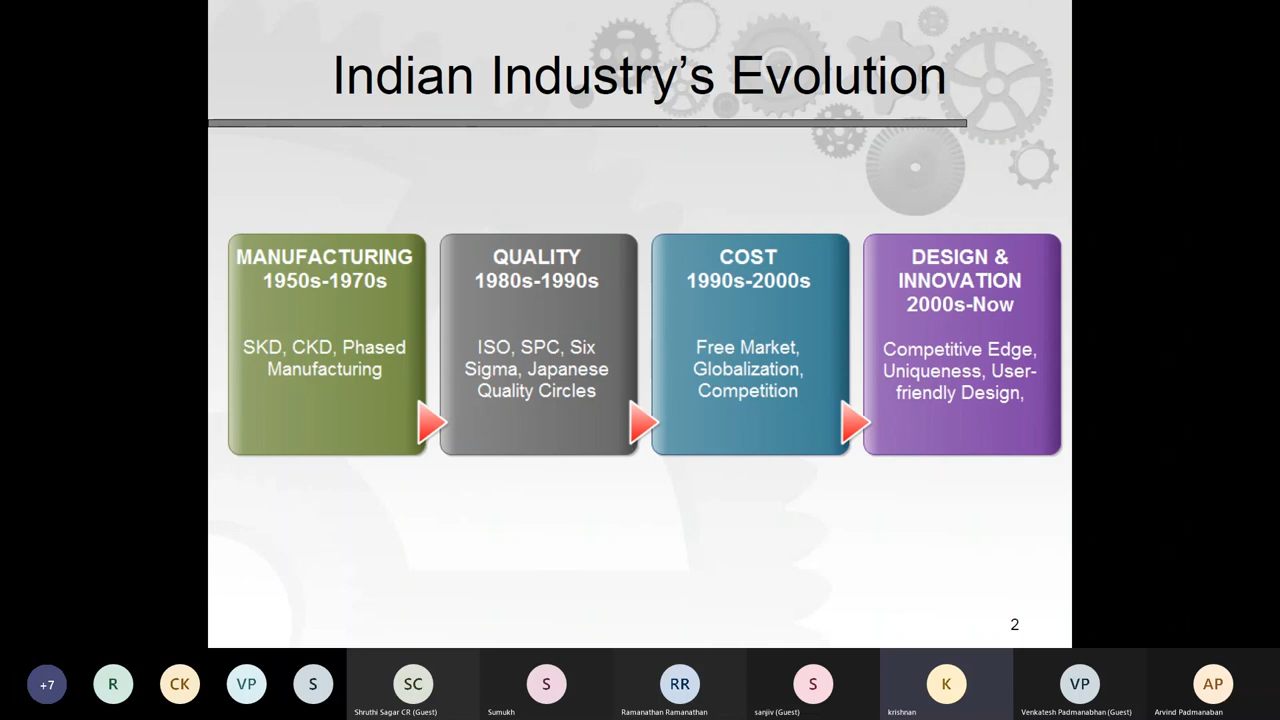 Indian Industry’s Evolution
MANUFACTURING
1950s-1970s
SKD, CKD, Phased
Manufacturing
QUALITY
1980s-1990s
ISO, SPC, Six
Sigma, Japanese
Quality Circles
COST
1990s-2000s
Free Market,
Globalization,
Competition
DESIGN &
INNOVATION
2000s-Now
Competitive Edge,
Uniqueness, User-
friendly Design,
2
+7
R
CK
VP
S
SC
Shruthi Sagar CR (Guest)
S
Sumukh
RR
Ramanathan Ramanathan
S
sanjiv (Guest)
K
krishnan
VP
Venkatesh Padmanabhan (Guest)
AP
Arvind Padmanaban